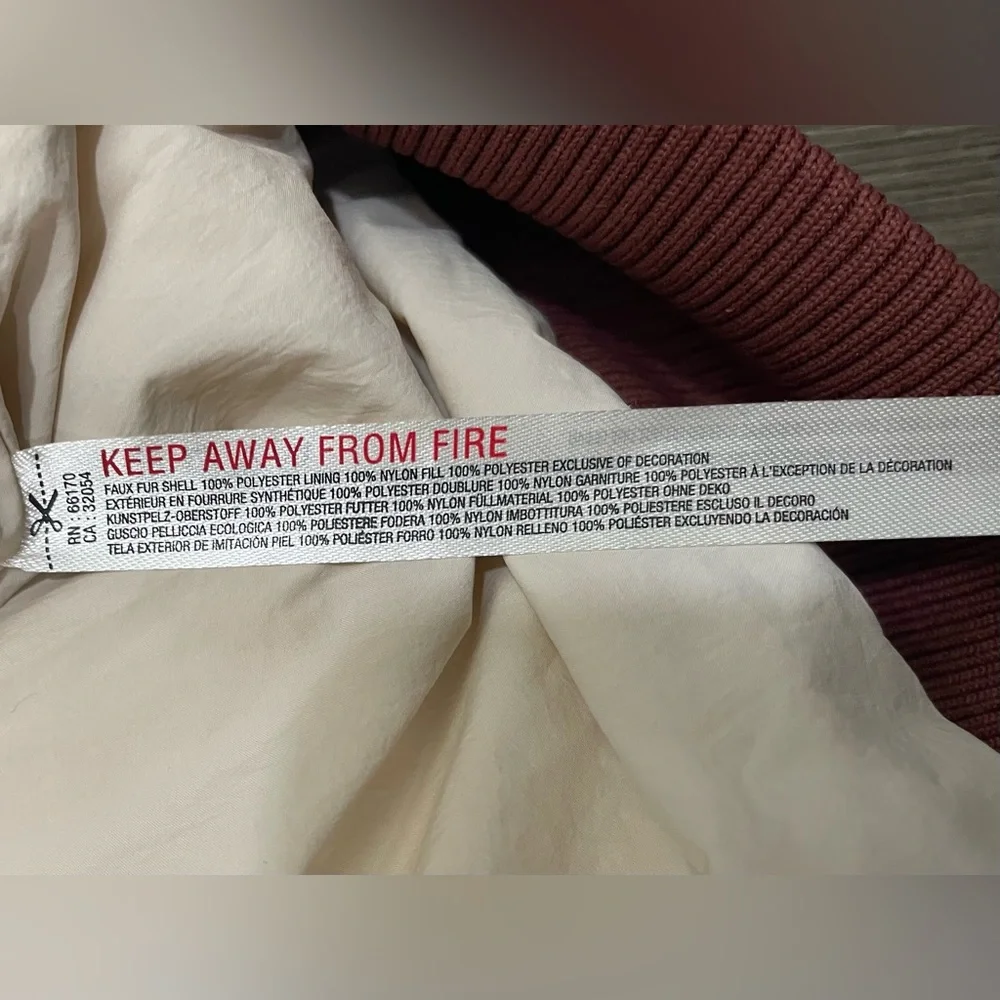 RN : 66170
CA : 32054
KEEP AWAY FROM FIRE
FAUX FUR SHELL 100% POLYESTER LINING 100% NYLON FILL 100% POLYESTER EXCLUSIVE OF DECORATION
EXTÉRIEUR EN FOURRURE SYNTHÉTIQUE 100% POLYESTER DOUBLURE 100% NYLON GARNITURE 100% POLYESTER À L'EXCEPTION DE LA DÉCORATION
KUNSTPELZ-OBERSTOFF 100% POLYESTER FUTTER 100% NYLON FÜLLMATERIAL 100% POLYESTER OHNE DEKO
GUSCIO PELLICCIA ECOLOGICA 100% POLIESTERE FODERA 100% NYLON IMBOTTITURA 100% POLIESTERE ESCLUSO IL DECORO
TELA EXTERIOR DE IMITACIÓN PIEL 100% POLIÉSTER FORRO 100% NYLON RELLENO 100% POLIÉSTER EXCLUYENDO LA DECORACIÓN